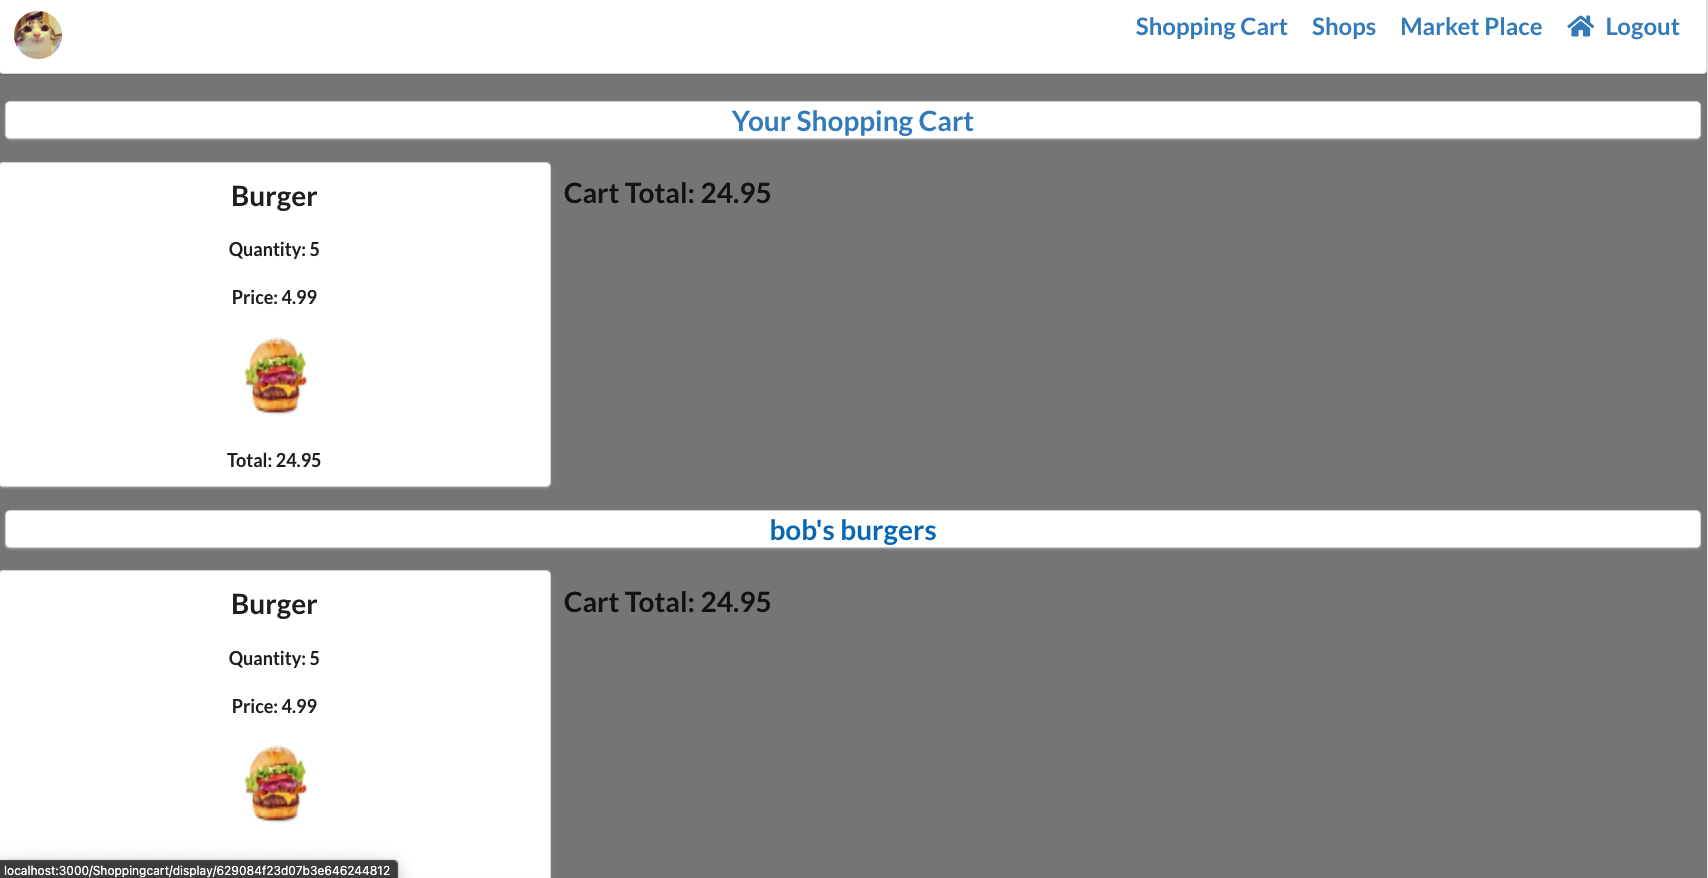 Shopping Cart Shops Market Place Logout
Your Shopping Cart
Burger
Quantity: 5
Price: 4.99
Total: 24.95
Cart Total: 24.95
bob's burgers
Burger
Quantity: 5
Price: 4.99
Cart Total: 24.95
localhost:3000/Shoppingcart/display/629084f23d07b3e646244812